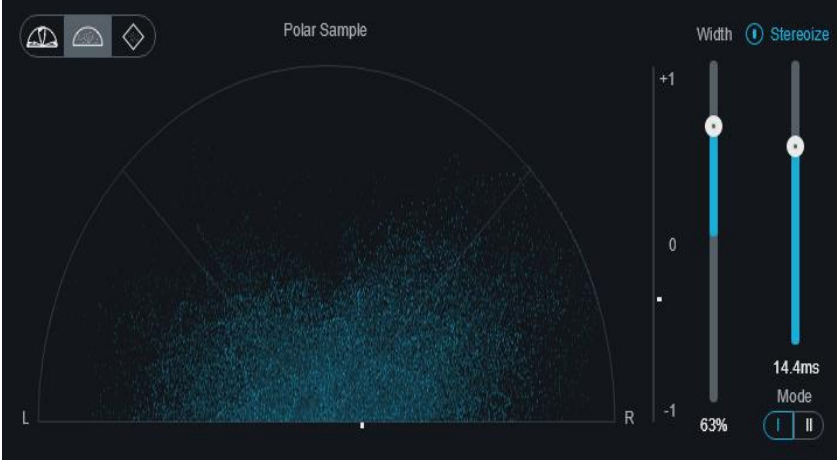 Polar Sample
Width
Stereoize
+1
0
-1
L
R
63%
14.4ms
Mode
I
II